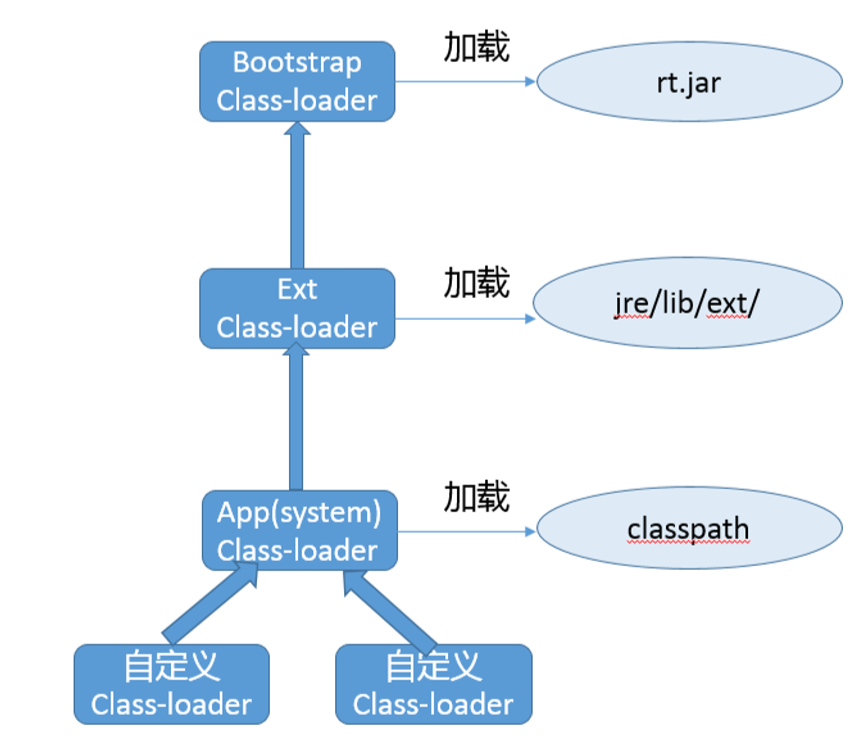 Bootstrap
Class-loader
加载
rt.jar
Ext
Class-loader
加载
jre/lib/ext/
App(system)
Class-loader
加载
classpath
自定义
Class-loader
自定义
Class-loader